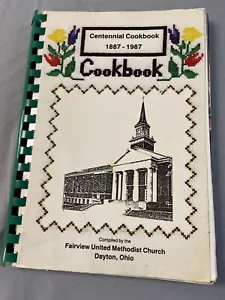 Centennial Cookbook
1887 - 1987
Cookbook
Compiled by the
Fairview United Methodist Church
Dayton, Ohio